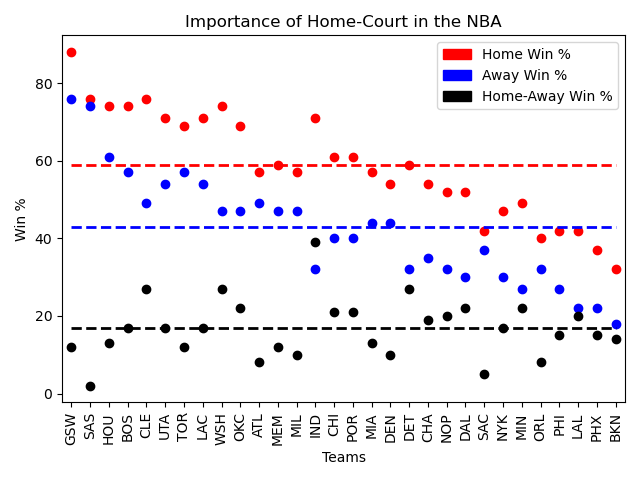 Importance of Home-Court in the NBA
Home Win %
Away Win %
Home-Away Win %
Win %
80
60
40
20
0
GSW
SAS
HOU
BOS
CLE
UTA
TOR
LAC
WSH
OKC
ATL
MEM
MIL
IND
CHI
POR
MIA
DEN
DET
CHA
NOP
DAL
SAC
NYK
MIN
ORL
PHI
LAL
PHX
BKN
Teams